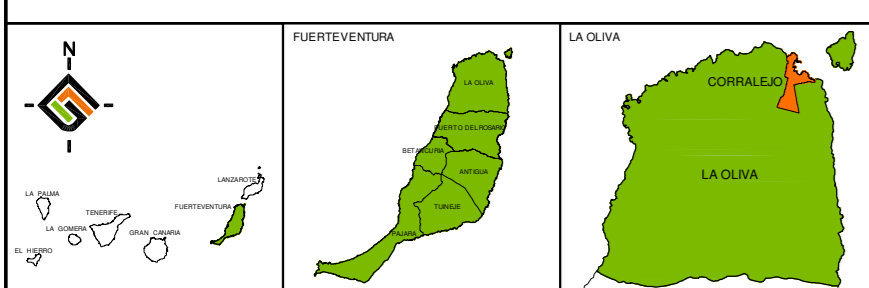 N
LANZAROTE
LA PALMA
FUERTEVENTURA
TENERIFE
LA GOMERA
GRAN CANARIA
EL HIERRO
FUERTEVENTURA
LA OLIVA
PUERTO DEL ROSARIO
BETANCURIA
ANTIGUA
TUINEJE
PAJARA
LA OLIVA
CORRALEJO
LA OLIVA